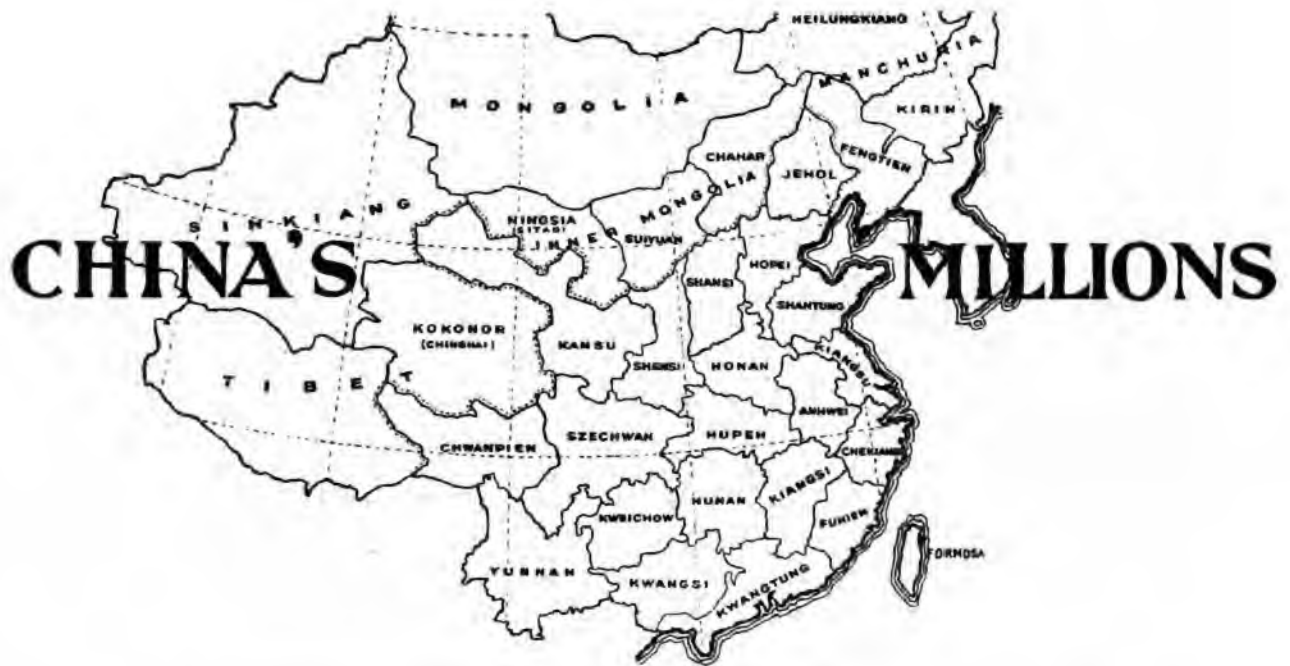 HEILUNGKIANG
MANCHURIA
MONGOLIA
KIRIN
CHAHAR
JEHOL
FENGTIEN
SINKIANG
NINGSIA
(SITAO)
INNER MONGOLIA
SUIYUAN
CHINA'S MILLIONS
HOPEI
SHANSI
SHANTUNG
KOKONOR
(CHINGHAI)
KANSU
SHENSI
HONAN
KIANGSU
TIBET
ANHWEI
CHWANPIEN
SZECHWAN
HUPEH
CHEKIANG
HUNAN
KIANGSI
KWEICHOW
FUKIEN
FORMOSA
YUNNAN
KWANGSI
KWANGTUNG